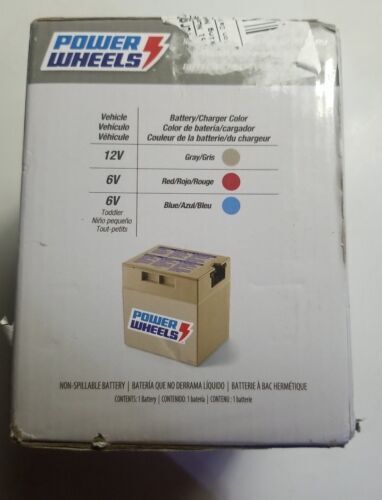 POWER
WHEELS
Vehicle
Vehículo
Véhicule
Battery/Charger Color
Color de batería/cargador
Couleur de la batterie/du chargeur
12V
Gray/Gris
6V
Red/Rojo/Rouge
6V
Toddler
Niño pequeño
Tout-petits
Blue/Azul/Bleu
POWER
WHEELS
NON-SPILLABLE BATTERY | BATERÍA QUE NO DERRAMA LÍQUIDO | BATTERIE À BAC HERMÉTIQUE
CONTENTS: 1 Battery | CONTENIDO: 1 batería | CONTENU : 1 batterie